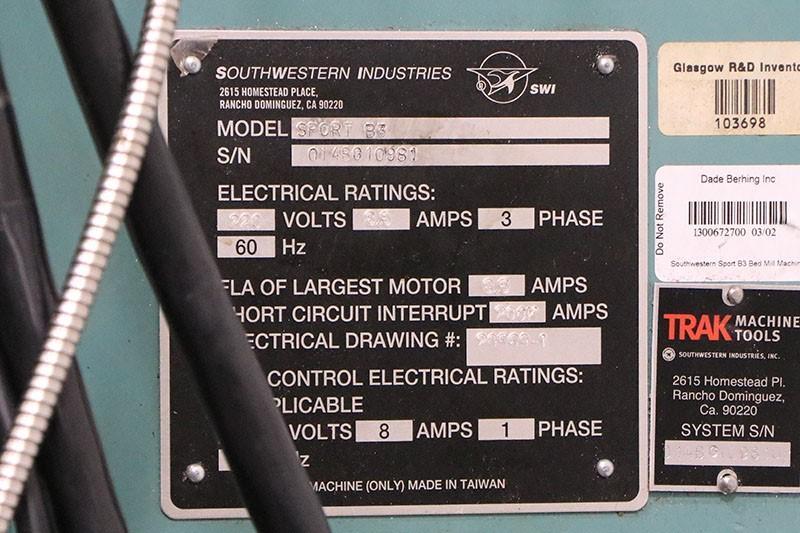 SOUTHWESTERN INDUSTRIES
SWI
2615 HOMESTEAD PLACE,
RANCHO DOMINGUEZ, CA 90220
MODEL SPORT B3
S/N
ELECTRICAL RATINGS:
220 VOLTS AMPS 3 PHASE
60 Hz
FLA OF LARGEST MOTOR AMPS
SHORT CIRCUIT INTERRUPT AMPS
ELECTRICAL DRAWING #:
CONTROL ELECTRICAL RATINGS:
PLICABLE
VOLTS 8 AMPS 1 PHASE
Hz
MACHINE (ONLY) MADE IN TAIWAN
Glasgow R&D Invento
103698
Do Not Remove
Dade Berhing Inc
1300672700 03/02
Southwestern Sport B3 Bed Mill Machin
TRAK MACHINE
TOOLS
SOUTHWESTERN INDUSTRIES, INC.
2615 Homestead Pl.
Rancho Dominguez,
Ca. 90220
SYSTEM S/N